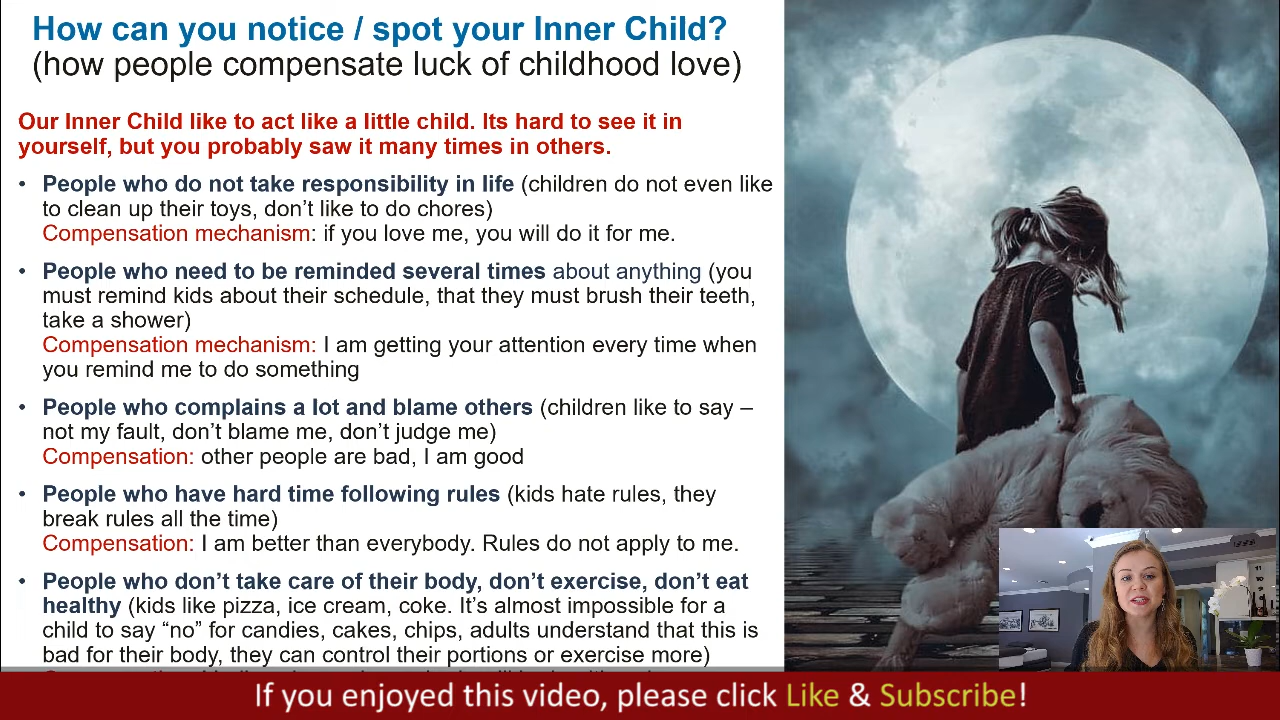 How can you notice / spot your Inner Child?
(how people compensate luck of childhood love)
Our Inner Child like to act like a little child. Its hard to see it in
yourself, but you probably saw it many times in others.
• People who do not take responsibility in life (children do not even like
to clean up their toys, don’t like to do chores)
Compensation mechanism: if you love me, you will do it for me.
• People who need to be reminded several times about anything (you
must remind kids about their schedule, that they must brush their teeth,
take a shower)
Compensation mechanism: I am getting your attention every time when
you remind me to do something
• People who complains a lot and blame others (children like to say –
not my fault, don’t blame me, don’t judge me)
Compensation: other people are bad, I am good
• People who have hard time following rules (kids hate rules, they
break rules all the time)
Compensation: I am better than everybody. Rules do not apply to me.
• People who don’t take care of their body, don’t exercise, don’t eat
healthy (kids like pizza, ice cream, coke. It’s almost impossible for a
child to say “no” for candies, cakes, chips, adults understand that this is
bad for their body, they can control their portions or exercise more)
If you enjoyed this video, please click Like & Subscribe!